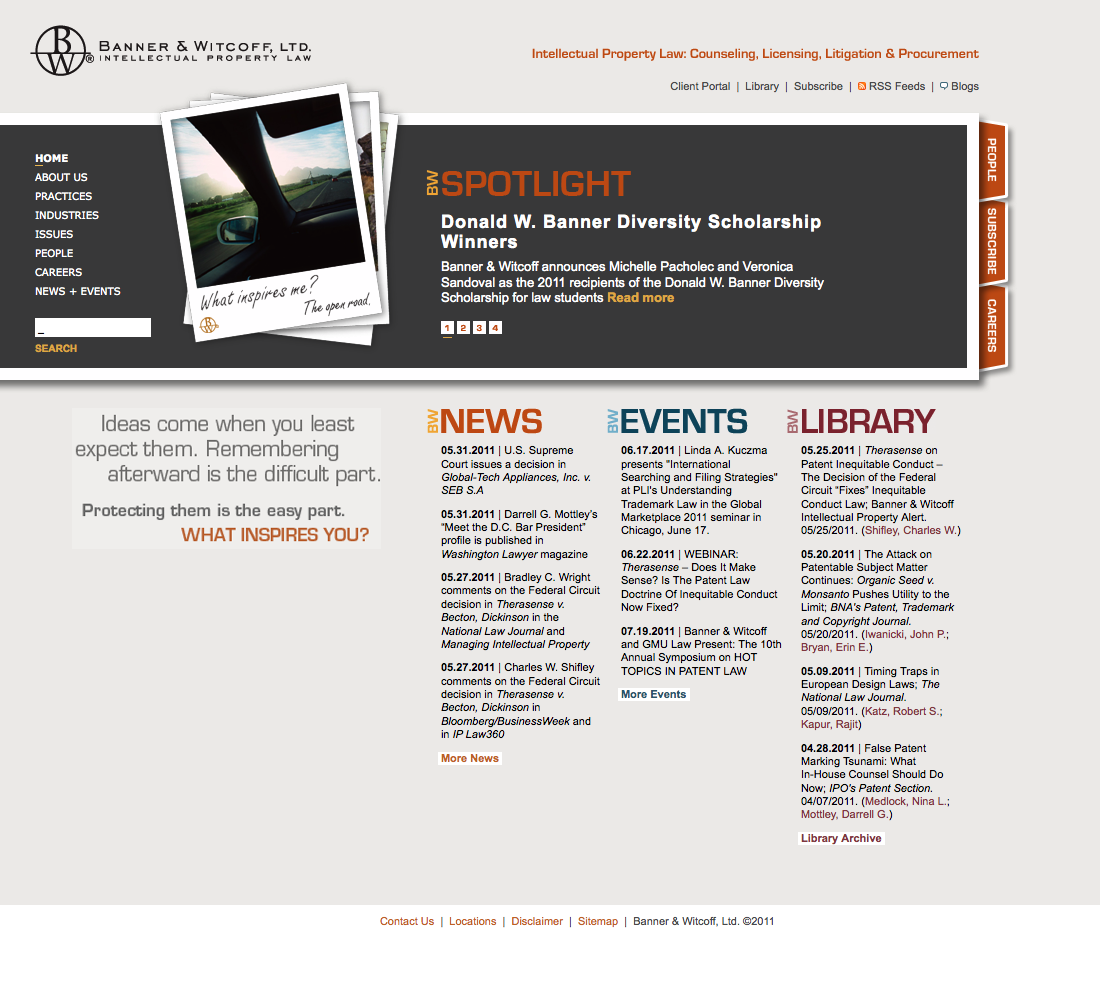 BW® BANNER & WITCOFF, LTD.
INTELLECTUAL PROPERTY LAW
Intellectual Property Law: Counseling, Licensing, Litigation & Procurement
Client Portal | Library | Subscribe | RSS Feeds | Blogs
HOME
ABOUT US
PRACTICES
INDUSTRIES
ISSUES
PEOPLE
CAREERS
NEWS + EVENTS
SEARCH
What inspires me?
The open road.
BW SPOTLIGHT
Donald W. Banner Diversity Scholarship
Winners
Banner & Witcoff announces Michelle Pacholec and Veronica
Sandoval as the 2011 recipients of the Donald W. Banner Diversity
Scholarship for law students Read more
1 2 3 4
PEOPLE
SUBSCRIBE
CAREERS
Ideas come when you least
expect them. Remembering
afterward is the difficult part.
Protecting them is the easy part.
WHAT INSPIRES YOU?
BW NEWS
05.31.2011 | U.S. Supreme
Court issues a decision in
Global-Tech Appliances, Inc. v.
SEB S.A
05.31.2011 | Darrell G. Mottley's
"Meet the D.C. Bar President"
profile is published in
Washington Lawyer magazine
05.27.2011 | Bradley C. Wright
comments on the Federal Circuit
decision in Therasense v.
Becton, Dickinson in the
National Law Journal and
Managing Intellectual Property
05.27.2011 | Charles W. Shifley
comments on the Federal Circuit
decision in Therasense v.
Becton, Dickinson in
Bloomberg/BusinessWeek and
in IP Law360
More News
BW EVENTS
06.17.2011 | Linda A. Kuczma
presents "International
Searching and Filing Strategies"
at PLI's Understanding
Trademark Law in the Global
Marketplace 2011 seminar in
Chicago, June 17.
06.22.2011 | WEBINAR:
Therasense – Does It Make
Sense? Is The Patent Law
Doctrine Of Inequitable Conduct
Now Fixed?
07.19.2011 | Banner & Witcoff
and GMU Law Present: The 10th
Annual Symposium on HOT
TOPICS IN PATENT LAW
More Events
BW LIBRARY
05.25.2011 | Therasense on
Patent Inequitable Conduct –
The Decision of the Federal
Circuit "Fixes" Inequitable
Conduct Law; Banner & Witcoff
Intellectual Property Alert.
05/25/2011. (Shifley, Charles W.)
05.20.2011 | The Attack on
Patentable Subject Matter
Continues: Organic Seed v.
Monsanto Pushes Utility to the
Limit; BNA's Patent, Trademark
and Copyright Journal.
05/20/2011. (Iwanicki, John P.;
Bryan, Erin E.)
05.09.2011 | Timing Traps in
European Design Laws; The
National Law Journal.
05/09/2011. (Katz, Robert S.;
Kapur, Rajit)
04.28.2011 | False Patent
Marking Tsunami: What
In-House Counsel Should Do
Now; IPO's Patent Section.
04/07/2011. (Medlock, Nina L.;
Mottley, Darrell G.)
Library Archive
Contact Us | Locations | Disclaimer | Sitemap | Banner & Witcoff, Ltd. ©2011